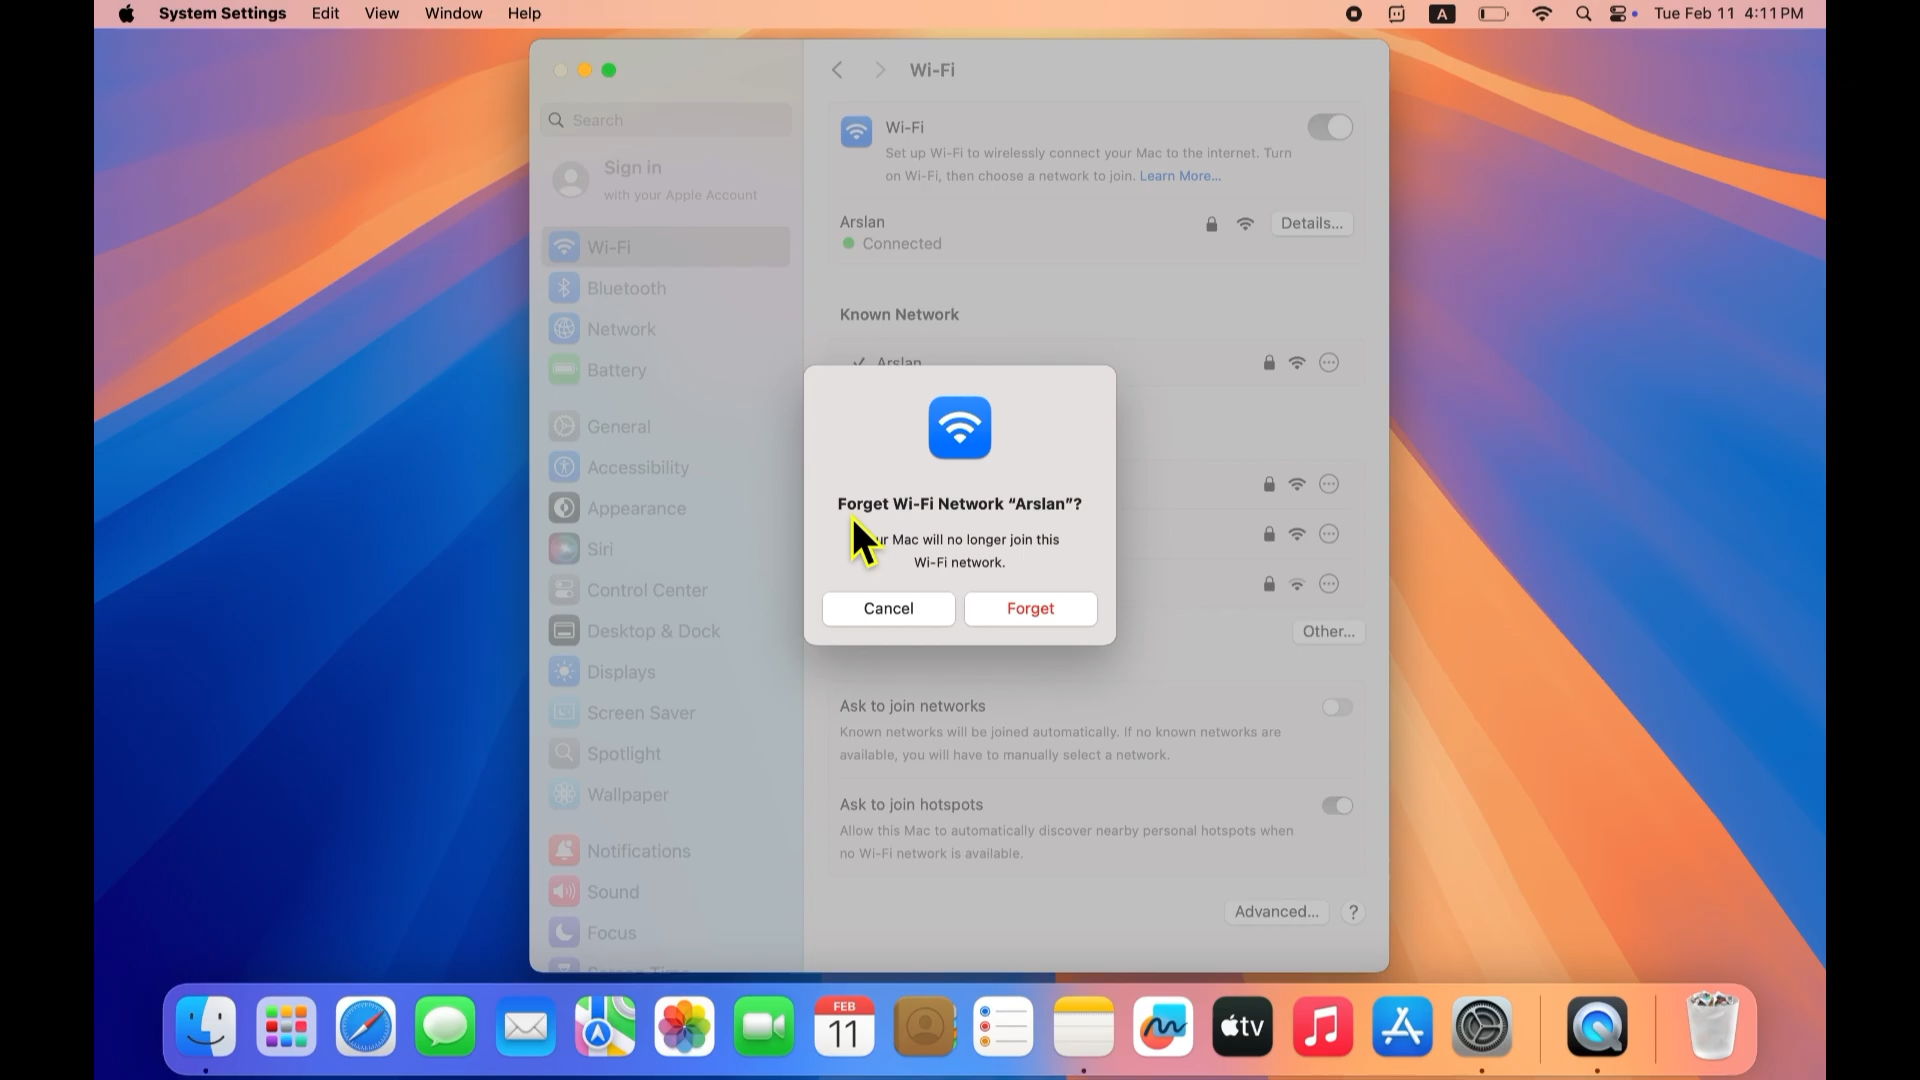 System Settings Edit View Window Help
A Tue Feb 11 4:11 PM
Wi-Fi
Search
Wi-Fi
Set up Wi-Fi to wirelessly connect your Mac to the internet. Turn
on Wi-Fi, then choose a network to join. Learn More...
Sign in
with your Apple Account
Arslan
Details...
Connected
Wi-Fi
Bluetooth
Network
Battery
General
Accessibility
Appearance
Siri
Control Center
Desktop & Dock
Displays
Screen Saver
Spotlight
Wallpaper
Notifications
Sound
Focus
Screen Time
Known Network
Arslan
Forget Wi-Fi Network “Arslan”?
Mac will no longer join this
Wi-Fi network.
Cancel
Forget
Other...
Ask to join networks
Known networks will be joined automatically. If no known networks are
available, you will have to manually select a network.
Ask to join hotspots
Allow this Mac to automatically discover nearby personal hotspots when
no Wi-Fi network is available.
Advanced... ?
FEB
11
tv